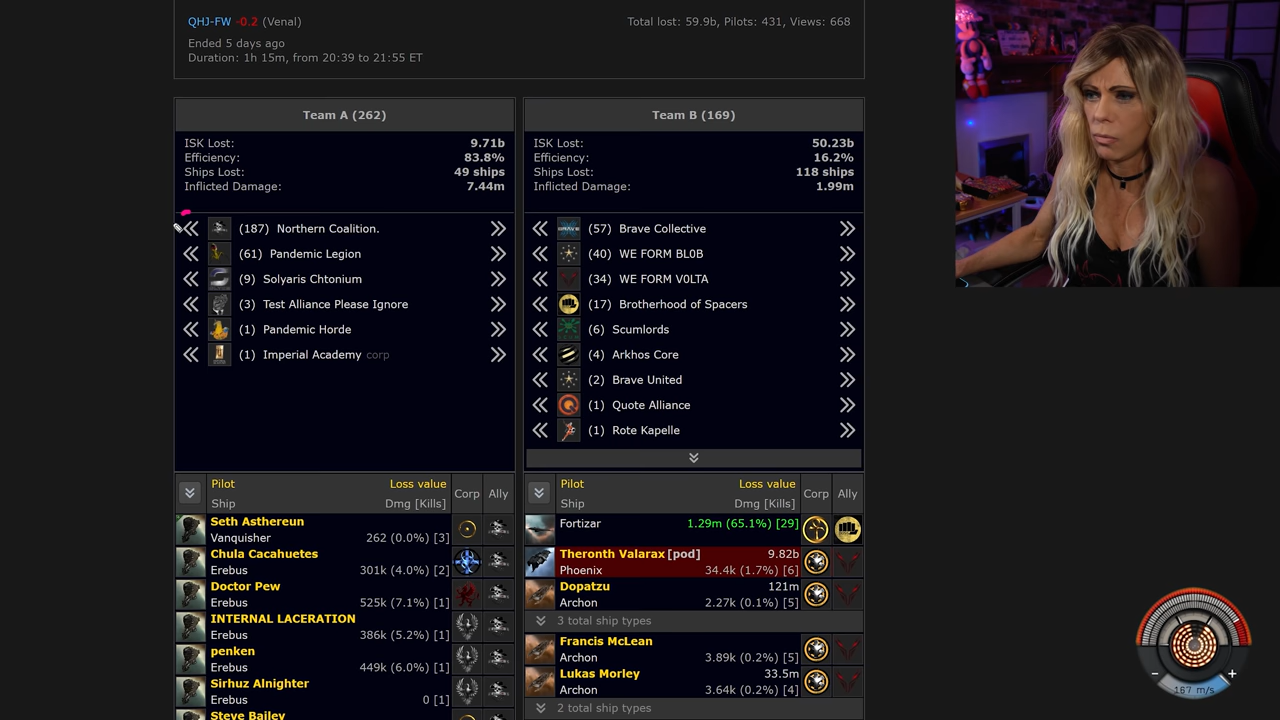 QHJ-FW -0.2 (Venal)
Total lost: 59.9b, Pilots: 431, Views: 668
Ended 5 days ago
Duration: 1h 15m, from 20:39 to 21:55 ET
Team A (262)
ISK Lost: 9.71b
Efficiency: 83.8%
Ships Lost: 49 ships
Inflicted Damage: 7.44m
(187) Northern Coalition.
(61) Pandemic Legion
(9) Solyaris Chtonium
(3) Test Alliance Please Ignore
(1) Pandemic Horde
(1) Imperial Academy corp
Pilot Loss value
Ship Dmg [Kills] Corp Ally
Seth Asthereun
Vanquisher 262 (0.0%) [3]
Chula Cacahuetes
Erebus 301k (4.0%) [2]
Doctor Pew
Erebus 525k (7.1%) [1]
INTERNAL LACERATION
Erebus 386k (5.2%) [1]
penken
Erebus 449k (6.0%) [1]
Sirhuz Alnighter
Erebus 0 [1]
Steve Bailey
Team B (169)
ISK Lost: 50.23b
Efficiency: 16.2%
Ships Lost: 118 ships
Inflicted Damage: 1.99m
(57) Brave Collective
(40) WE FORM BL0B
(34) WE FORM V0LTA
(17) Brotherhood of Spacers
(6) Scumlords
(4) Arkhos Core
(2) Brave United
(1) Quote Alliance
(1) Rote Kapelle
Pilot Loss value
Ship Dmg [Kills] Corp Ally
Fortizar 1.29m (65.1%) [29]
Theronth Valarax [pod] 9.82b
Phoenix 34.4k (1.7%) [6]
Dopatzu 121m
Archon 2.27k (0.1%) [5]
3 total ship types
Francis McLean
Archon 3.89k (0.2%) [5]
Lukas Morley 33.5m
Archon 3.64k (0.2%) [4]
2 total ship types
167 m/s